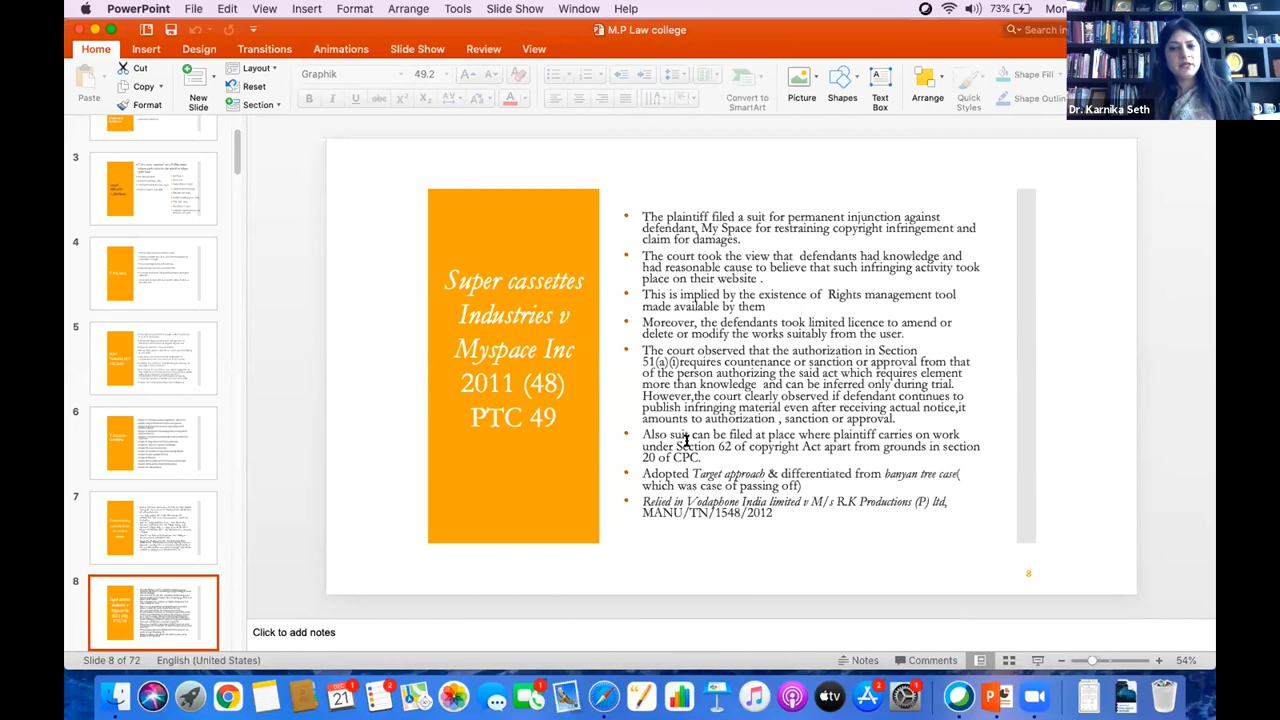 PowerPoint File Edit View Insert Format Arrange Tools Slide Show Window Help 73% Mon
M.P Law college
Search in
Home Insert Design Transitions Animations Slide Show Review View
Paste Cut Copy Format
New Slide Layout Reset Section
Graphik 49.2
Convert to SmartArt
Picture Shapes Text Box Arrange Quick Styles Shape Fill Shape Outline
Dr. Karnika Seth
3
4
5
6
7
8
Super cassettes
Industries v
Myspace Inc
2011 (48)
PTC 49
• The plaintiff filed a suit for permanent injunction against
defendant, My Space for restraining copyright infringement and
claim for damages.
• The court took the view that defendent had knowledge and
had reasonable cause to believe that such infringing activity took
place on their website .
• This is implied by the existence of Rights management tool
made available by them
• Moreover, the defendants took limited licence to amend or
delete or modify the works suitably from the user.
• The court observed that the authorization in Section
51(a)(i)requires countenance or sanction or approval from that
of the person authorizing the said act which requires element
more than knowledge and can be inferred only during trial.
However,the court clearly observed if defendant continues to
publish infringing material even after receiving actual notice,it
amounts to authorization , sanction or approval.
• Also suit can be filed at place where plaintiff carries on work
under Section 62 of copyright Act apart from grounds in section
20 of CPC.
• Adopted Target approach & differentiated from banyan tree case(
which was case of passing off)
• Relied in Vodaphone India limited v M/s R.K Productions (P) ltd,
MANU/TN/1548/2012
8
Click to add notes
Slide 8 of 72 English (United States) Notes Comments 54%